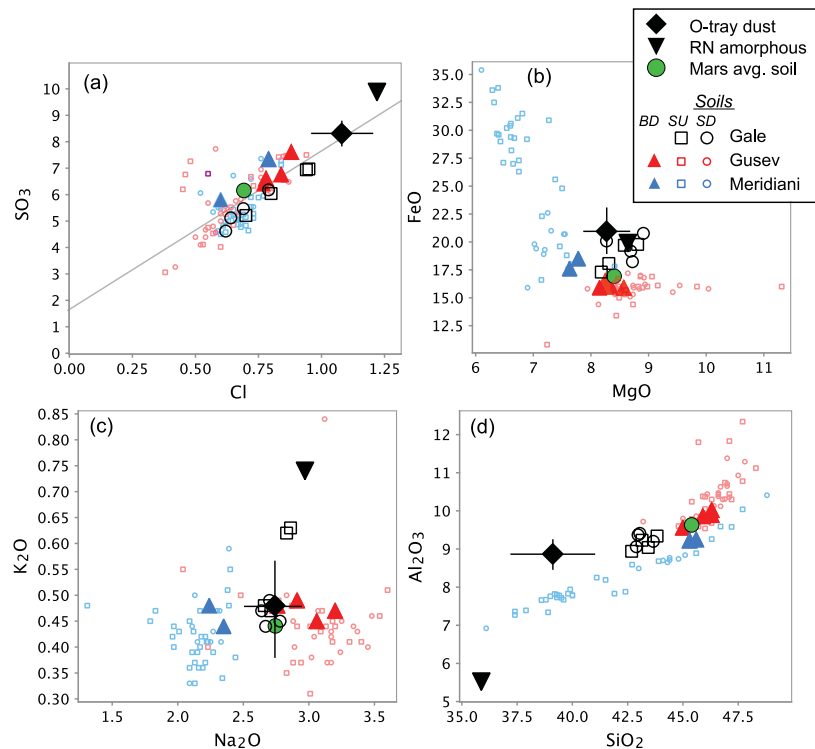 O-tray dust
RN amorphous
Mars avg. soil
Soils
BD SU SD
Gale
Gusev
Meridiani
(a)
10
9
8
7
6
5
4
3
2
1
0
SO3
0.00 0.25 0.50 0.75 1.00 1.25
Cl
(b)
35.0
32.5
30.0
27.5
25.0
22.5
20.0
17.5
15.0
12.5
FeO
6 7 8 9 10 11
MgO
(c)
0.85
0.80
0.75
0.70
0.65
0.60
0.55
0.50
0.45
0.40
0.35
0.30
K2O
1.5 2.0 2.5 3.0 3.5
Na2O
(d)
12
11
10
9
8
7
6
5
Al2O3
35.0 37.5 40.0 42.5 45.0 47.5
SiO2